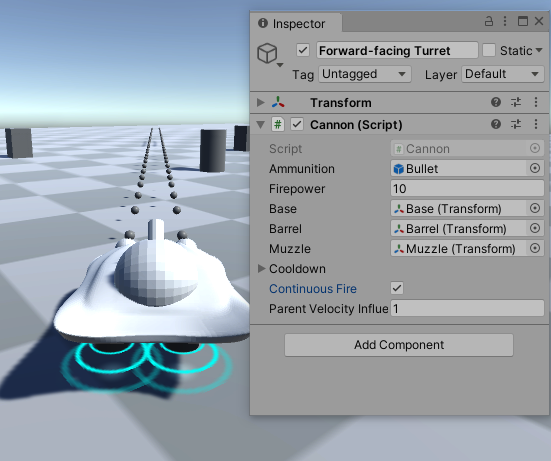 Inspector
Forward-facing Turret Static
Tag Untagged Layer Default
Transform
Cannon (Script)
Script Cannon
Ammunition Bullet
Firepower 10
Base Base (Transform)
Barrel Barrel (Transform)
Muzzle Muzzle (Transform)
Cooldown
Continuous Fire
Parent Velocity Influe 1
Add Component